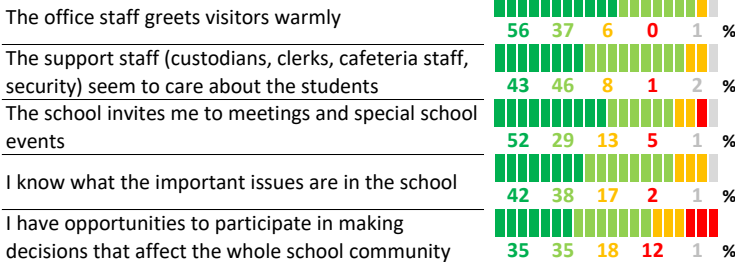 The office staff greets visitors warmly
56 37 6 0 1 %
The support staff (custodians, clerks, cafeteria staff,
security) seem to care about the students
43 46 8 1 2 %
The school invites me to meetings and special school
events
52 29 13 5 1 %
I know what the important issues are in the school
42 38 17 2 1 %
I have opportunities to participate in making
decisions that affect the whole school community
35 35 18 12 1 %